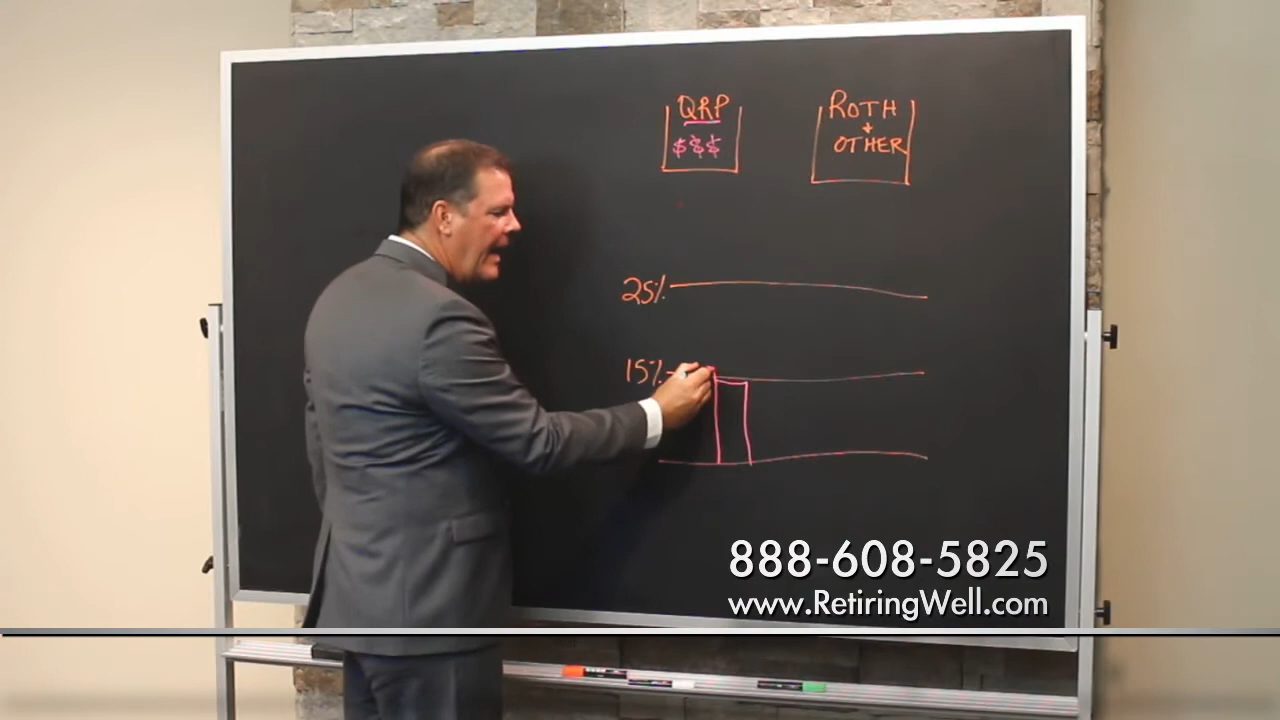 QRP
$$$
ROTH
+
OTHER
25%
15%
888-608-5825
www.RetiringWell.com